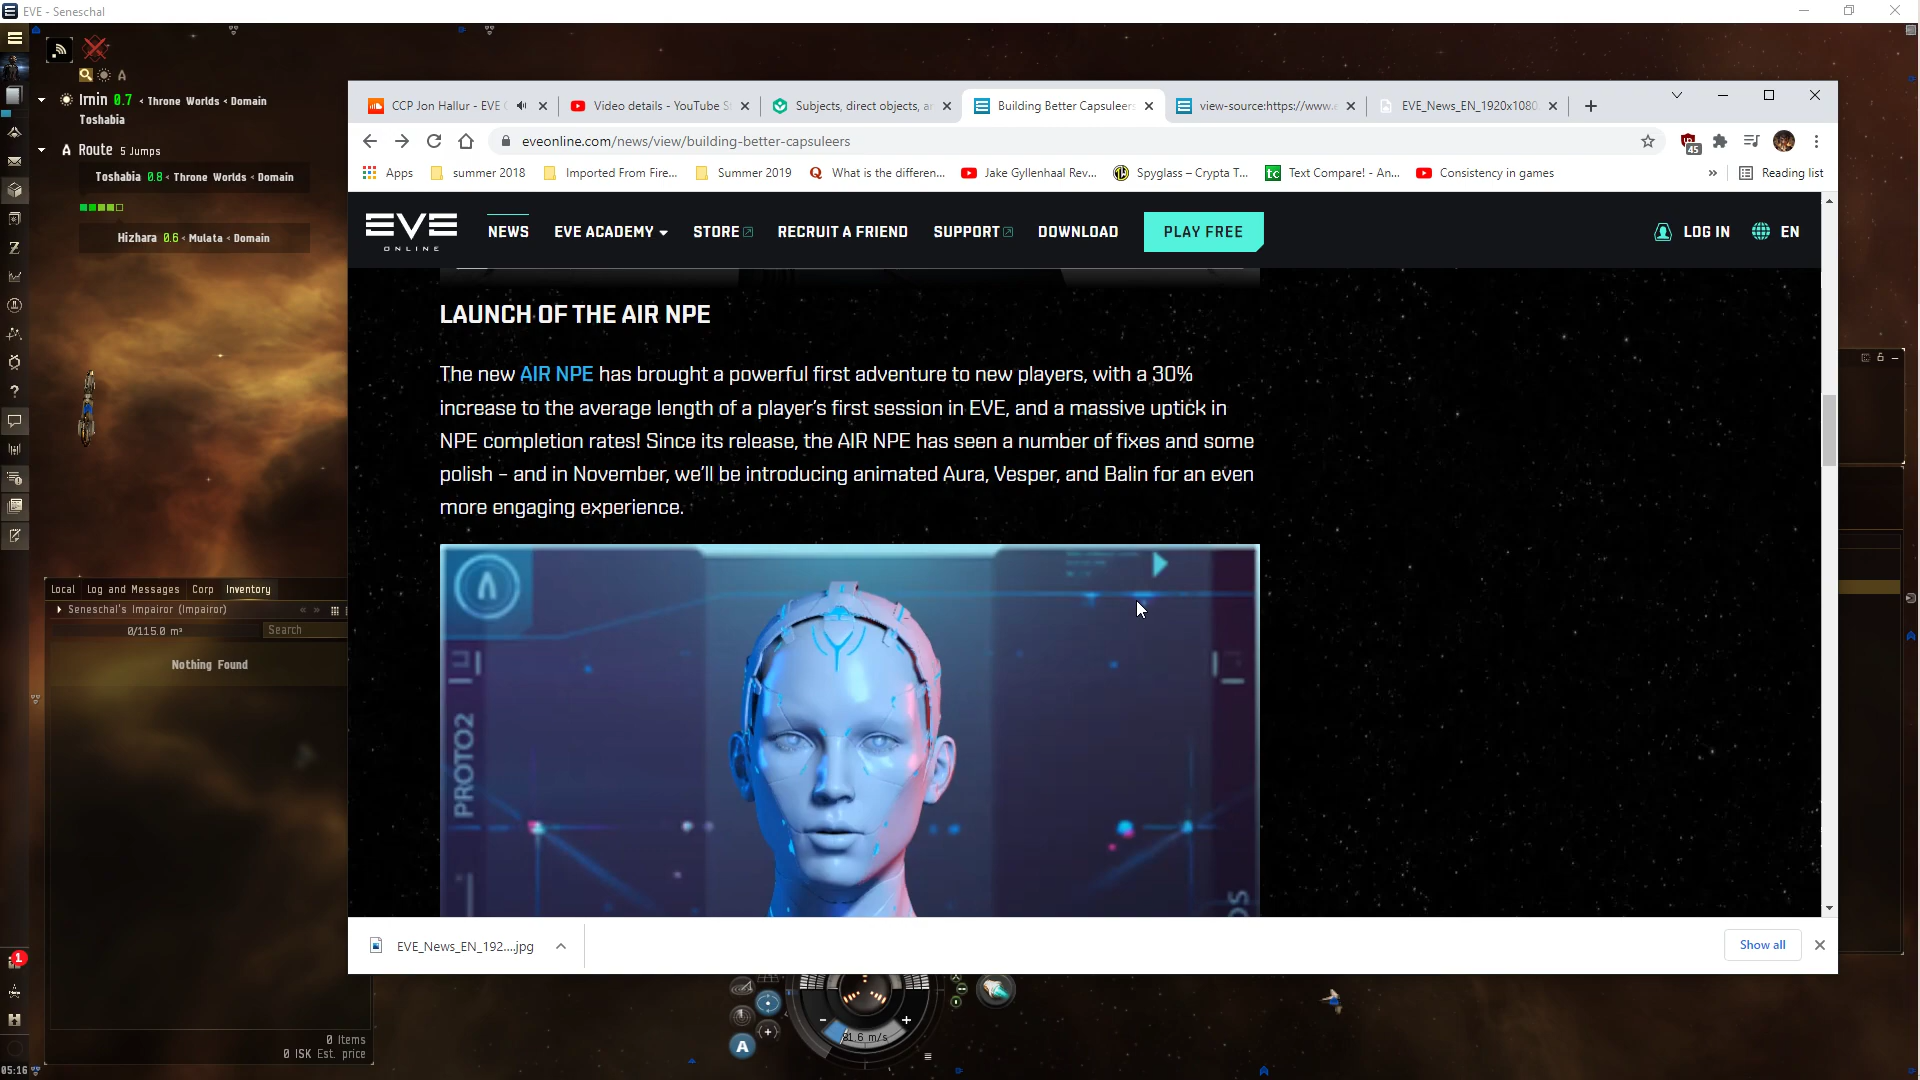 EVE - Seneschal
Irnin 0.7 < Throne Worlds < Domain
Toshabia
A Route 5 Jumps
Toshabia 0.8 < Throne Worlds < Domain
Hizhara 0.6 < Mulata < Domain
Local Log and Messages Corp Inventory
Seneschal's Impairor (Impairor)
0/115.0 m³ Search
Nothing Found
0 Items
0 ISK Est. price
1
05:16
CCP Jon Hallur - EVE
Video details - YouTube S
Subjects, direct objects, a
Building Better Capsuleers
view-source:https://www.e
EVE_News_EN_1920x1080
eveonline.com/news/view/building-better-capsuleers
45
Apps summer 2018 Imported From Fire... Summer 2019 What is the differen... Jake Gyllenhaal Rev... Spyglass – Crypta T... Text Compare! - An... Consistency in games » Reading list
EVE ONLINE
NEWS EVE ACADEMY STORE RECRUIT A FRIEND SUPPORT DOWNLOAD PLAY FREE LOG IN EN
LAUNCH OF THE AIR NPE
The new AIR NPE has brought a powerful first adventure to new players, with a 30%
increase to the average length of a player's first session in EVE, and a massive uptick in
NPE completion rates! Since its release, the AIR NPE has seen a number of fixes and some
polish – and in November, we'll be introducing animated Aura, Vesper, and Balin for an even
more engaging experience.
PROTO2
EVE_News_EN_192....jpg
Show all
A